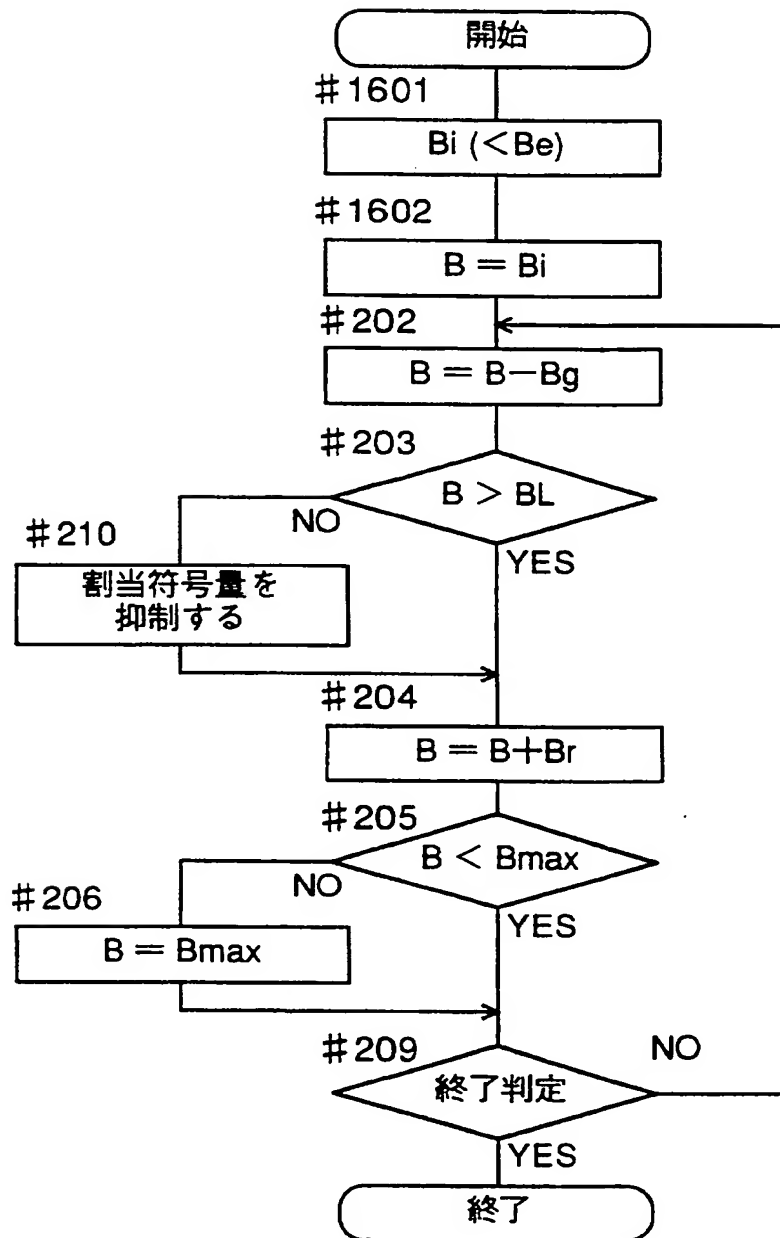 開始
#1601
Bi (<Be)
#1602
B = Bi
#202
B = B-Bg
#203
B > BL
NO
YES
#210
割当符号量を
抑制する
#204
B = B+Br
#205
B < Bmax
NO
YES
#206
B = Bmax
#209
終了判定
NO
YES
終了